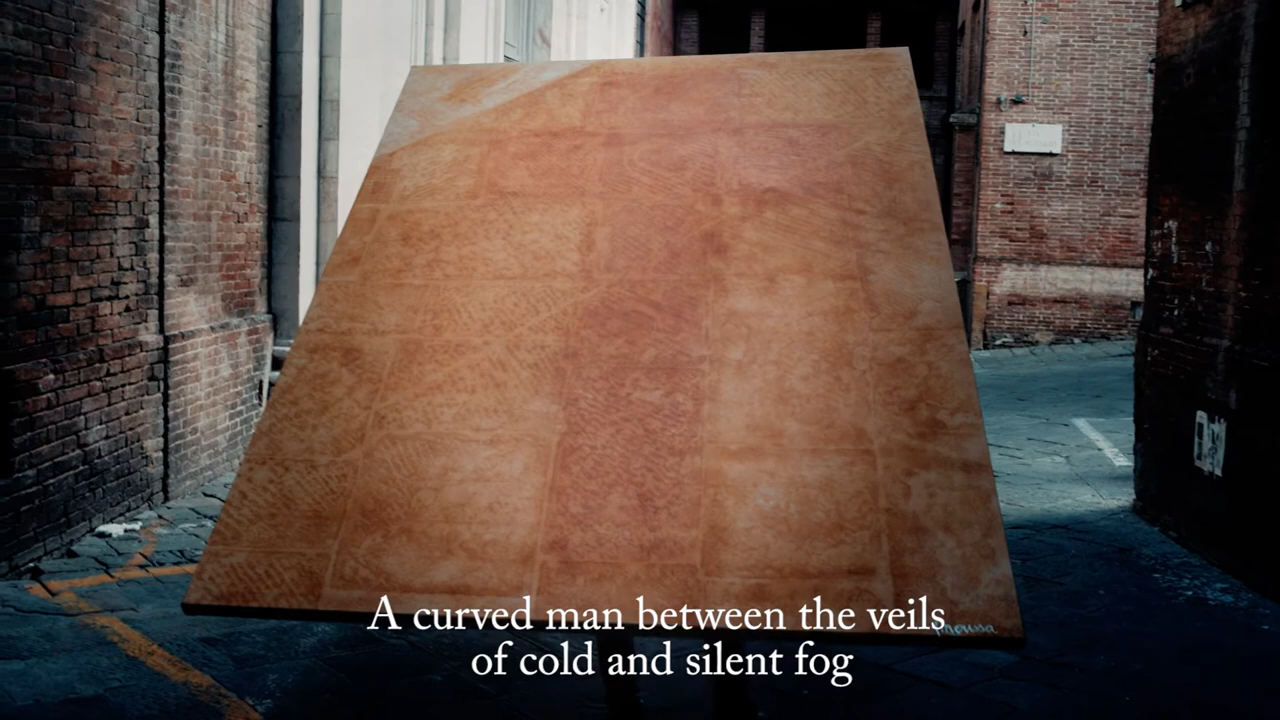 A curved man between the veils
of cold and silent fog